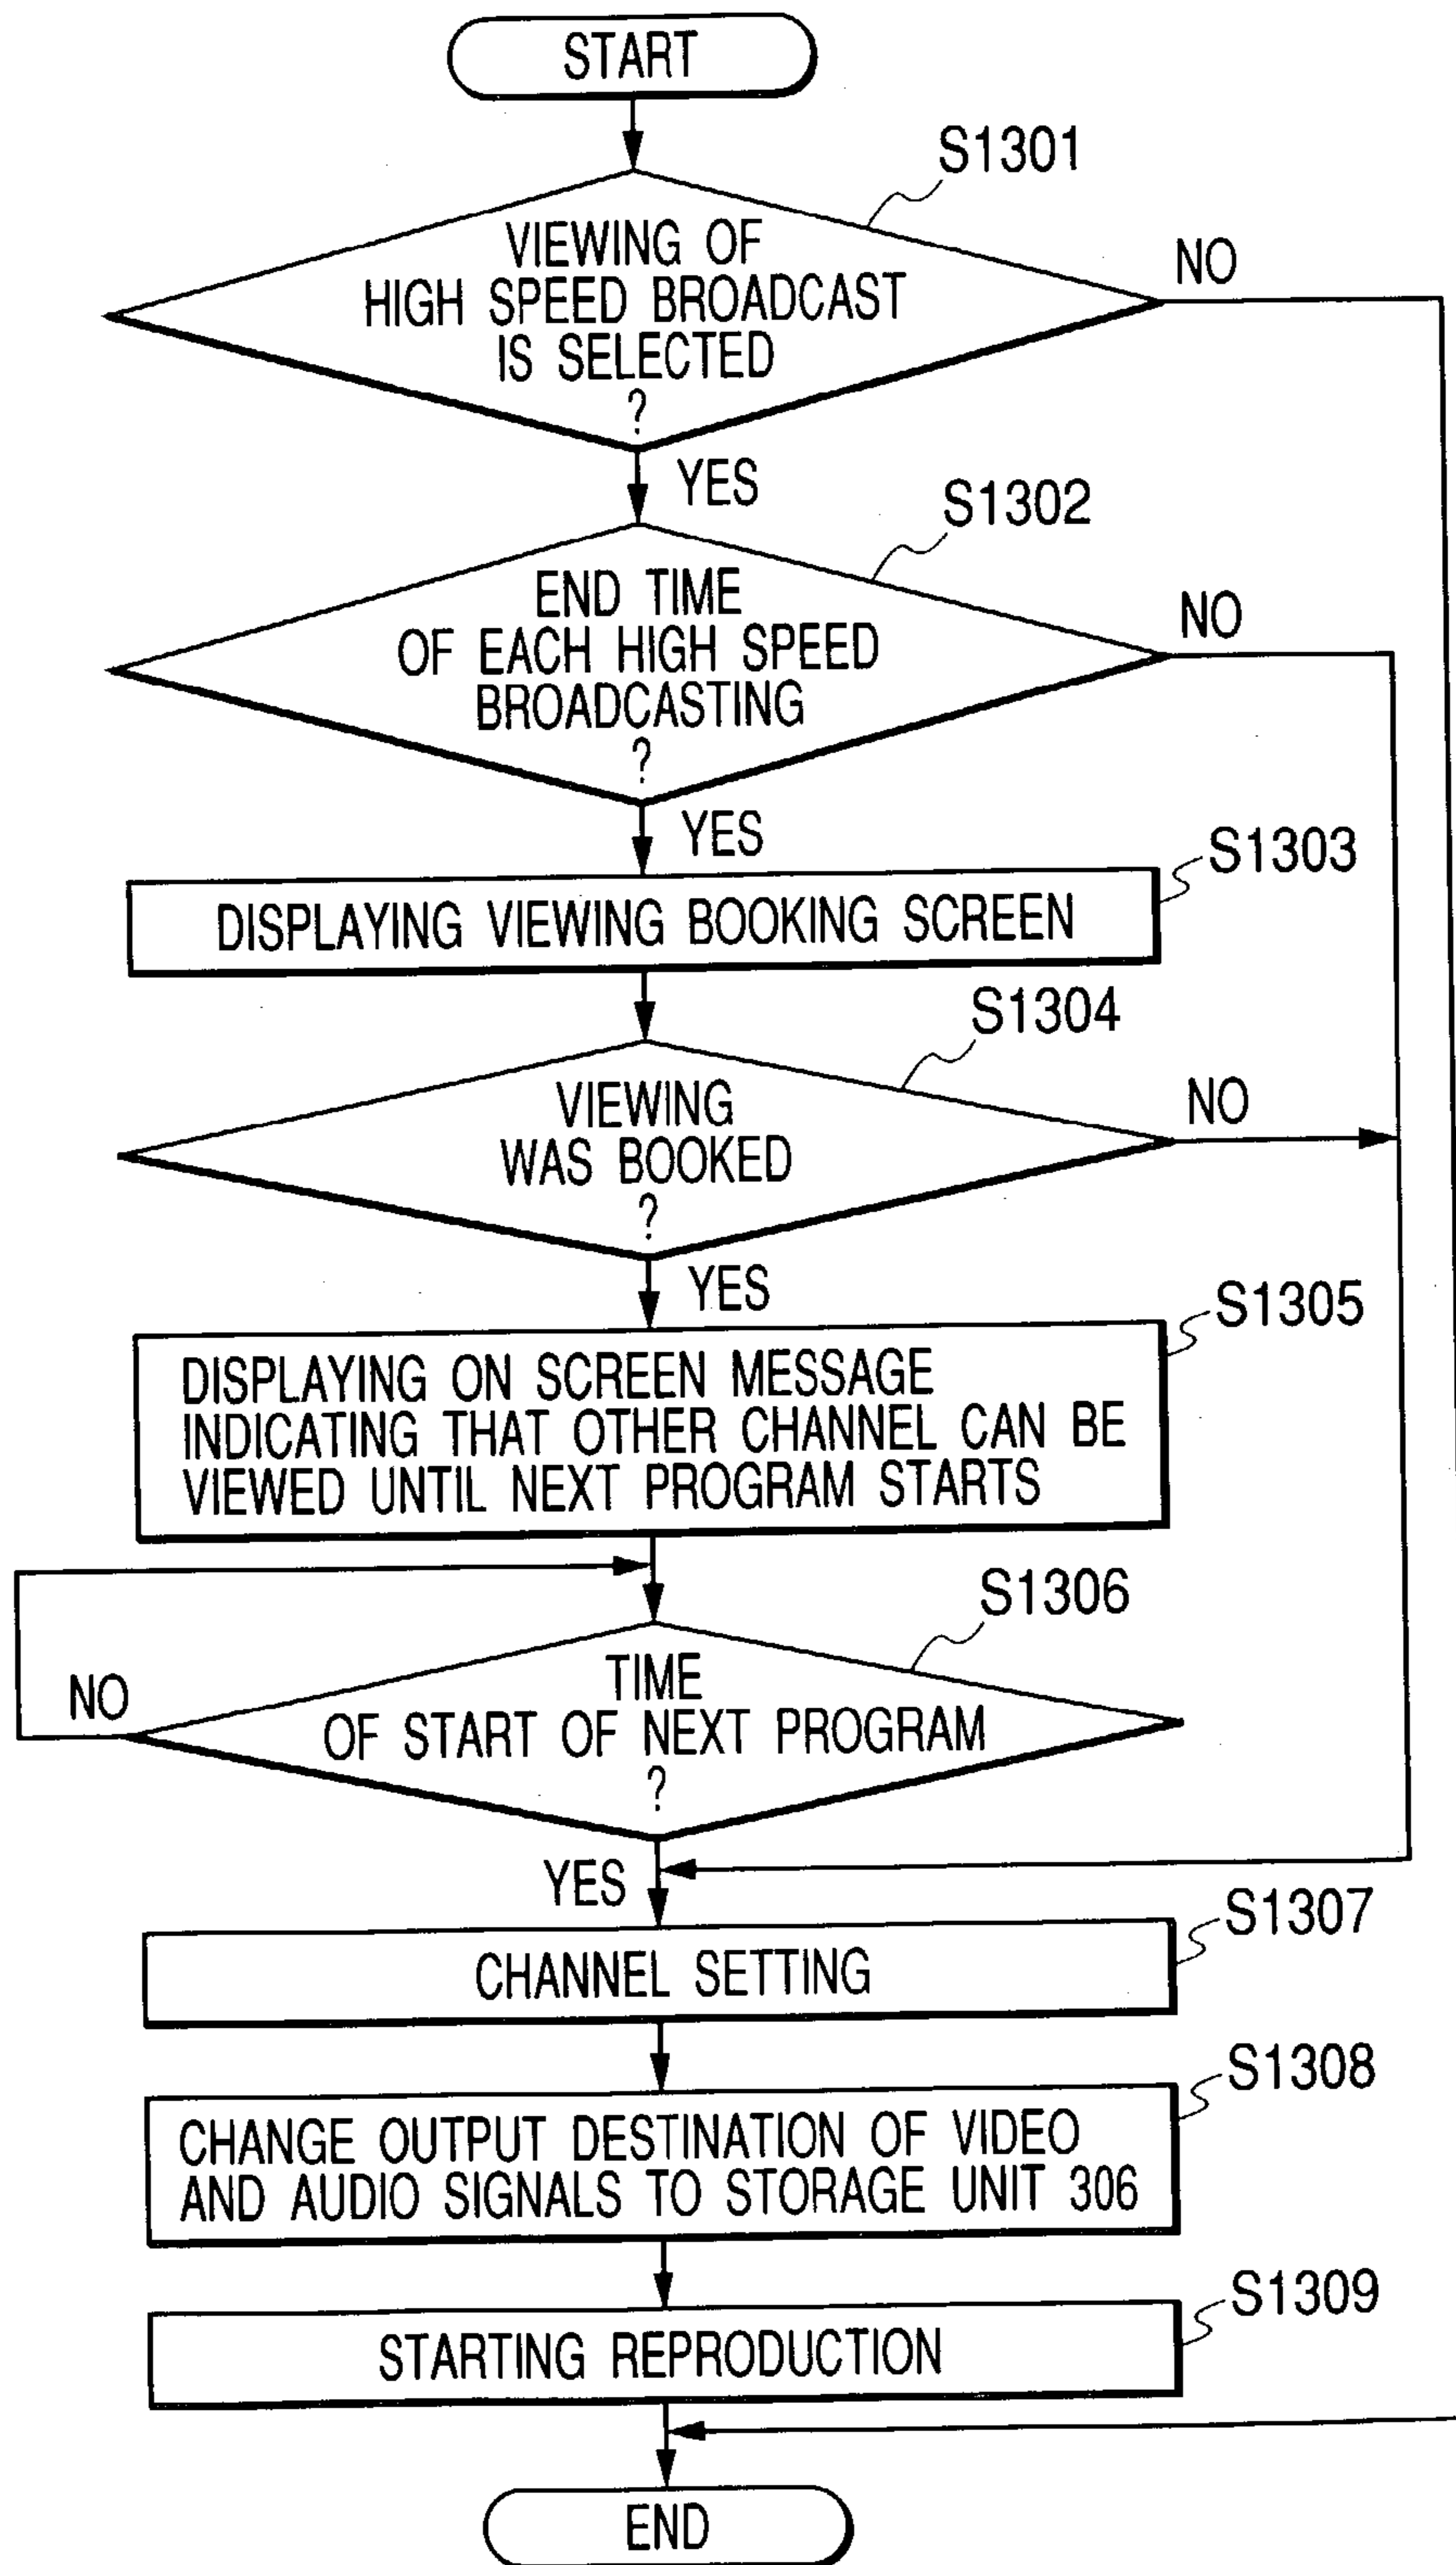 START
S1301
VIEWING OF
HIGH SPEED BROADCAST
IS SELECTED
?
NO
YES
S1302
END TIME
OF EACH HIGH SPEED
BROADCASTING
?
NO
YES
S1303
DISPLAYING VIEWING BOOKING SCREEN
S1304
VIEWING
WAS BOOKED
?
NO
YES
S1305
DISPLAYING ON SCREEN MESSAGE
INDICATING THAT OTHER CHANNEL CAN BE
VIEWED UNTIL NEXT PROGRAM STARTS
S1306
TIME
OF START OF NEXT PROGRAM
?
NO
YES
S1307
CHANNEL SETTING
S1308
CHANGE OUTPUT DESTINATION OF VIDEO
AND AUDIO SIGNALS TO STORAGE UNIT 306
S1309
STARTING REPRODUCTION
END